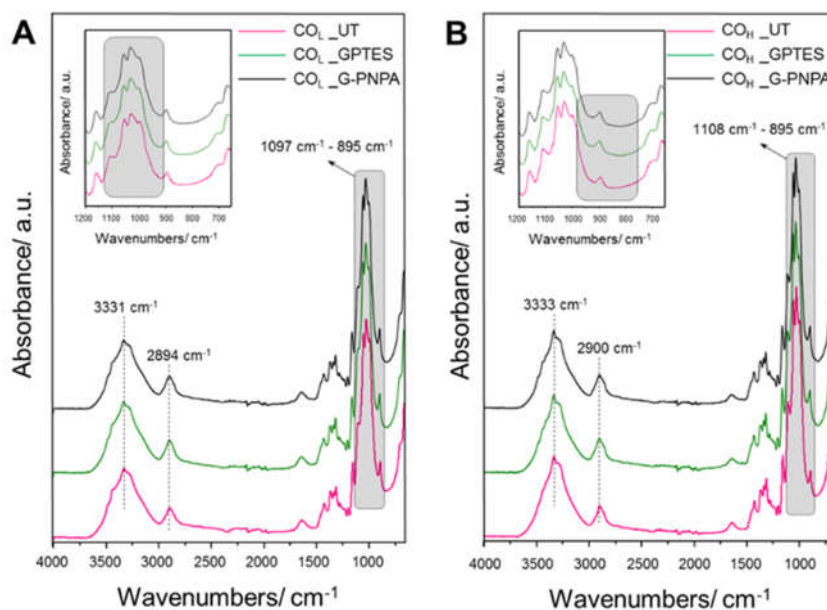 A
CO_L _UT
CO_L _GPTES
CO_L _G-PNPA
Absorbance/ a.u.
1200 1100 1000 900 800 700
Wavenumbers/ cm⁻¹
1097 cm⁻¹ - 895 cm⁻¹
Absorbance/ a.u.
3331 cm⁻¹
2894 cm⁻¹
4000 3500 3000 2500 2000 1500 1000
Wavenumbers/ cm⁻¹
B
CO_H _UT
CO_H _GPTES
CO_H _G-PNPA
Absorbance/ a.u.
1200 1100 1000 900 800 700
Wavenumbers/ cm⁻¹
1108 cm⁻¹ - 895 cm⁻¹
Absorbance/ a.u.
3333 cm⁻¹
2900 cm⁻¹
4000 3500 3000 2500 2000 1500 1000
Wavenumbers/ cm⁻¹